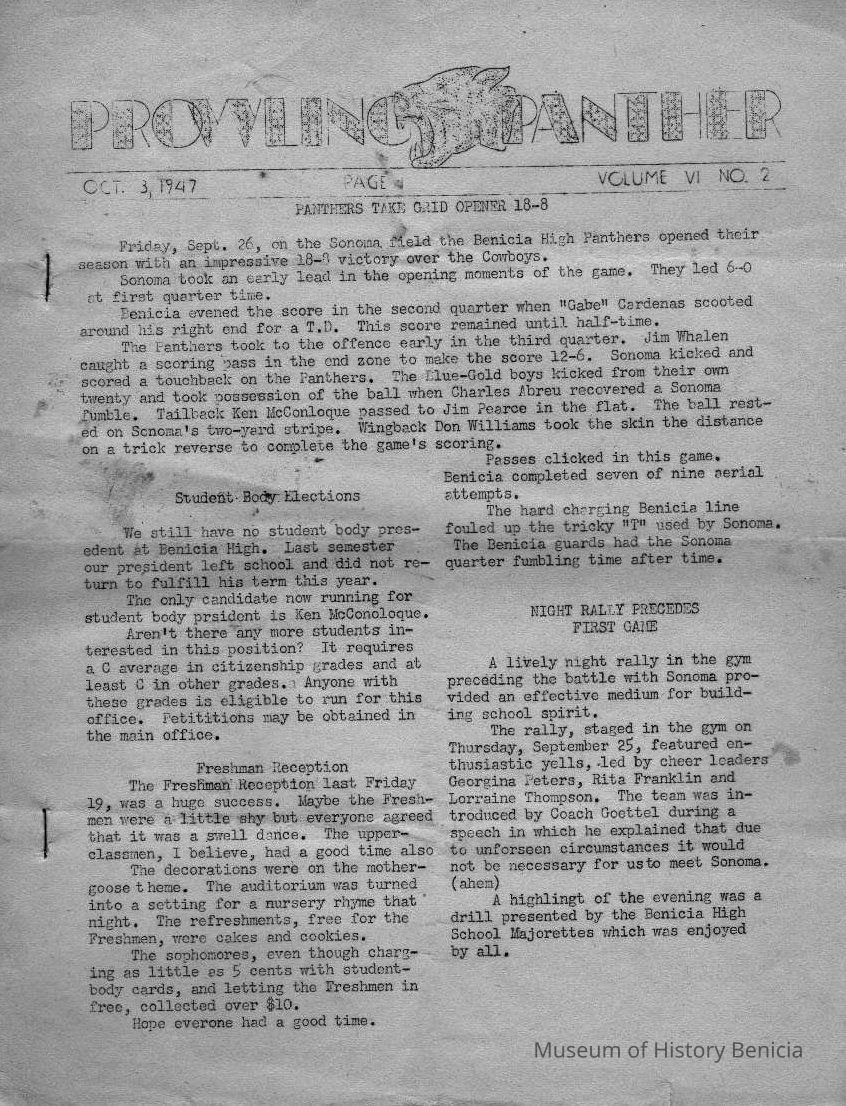 PROWLING PANTHER
OCT. 3, 1947 PAGE VOLUME VI NO. 2
PANTHERS TAKE GRID OPENER 18-8
Friday, Sept. 26, on the Sonoma field the Benicia High Panthers opened their
season with an impressive 18-8 victory over the Cowboys.
Sonoma took an early lead in the opening moments of the game. They led 6-0
at first quarter time.
Benicia evened the score in the second quarter when "Gabe" Cardenas scooted
around his right end for a T.D. This score remained until half-time.
The Panthers took to the offence early in the third quarter. Jim Whalen
caught a scoring pass in the end zone to make the score 12-6. Sonoma kicked and
scored a touchback on the Panthers. The Blue-Gold boys kicked from their own
twenty and took possession of the ball when Charles Abreu recovered a Sonoma
fumble. Tailback Ken McConloque passed to Jim Pearce in the flat. The ball rest-
ed on Sonoma's two-yard stripe. Wingback Don Williams took the skin the distance
on a trick reverse to complete the game's scoring.
Passes clicked in this game.
Benicia completed seven of nine aerial
attempts.
The hard charging Benicia line
fouled up the tricky "T" used by Sonoma.
The Benicia guards had the Sonoma
quarter fumbling time after time.
Student Body Elections
We still have no student body pres-
edent at Benicia High. Last semester
our president left school and did not re-
turn to fulfill his term this year.
The only candidate now running for
student body prsident is Ken McConoloque.
Aren't there any more students in-
terested in this position? It requires
a C average in citizenship grades and at
least C in other grades. Anyone with
these grades is eligible to run for this
office. Petititions may be obtained in
the main office.
Freshman Reception
The Freshman Reception last Friday
19, was a huge success. Maybe the Fresh-
men were a little shy but everyone agreed
that it was a swell dance. The upper-
classmen, I believe, had a good time also
The decorations were on the mother-
goose theme. The auditorium was turned
into a setting for a nursery rhyme that
night. The refreshments, free for the
Freshmen, were cakes and cookies.
The sophomores, even though charg-
ing as little as 5 cents with student-
body cards, and letting the Freshmen in
free, collected over $10.
Hope everone had a good time.
NIGHT RALLY PRECEDES
FIRST GAME
A lively night rally in the gym
preceding the battle with Sonoma pro-
vided an effective medium for build-
ing school spirit.
The rally, staged in the gym on
Thursday, September 25, featured en-
thusiastic yells, led by cheer leaders
Georgina Peters, Rita Franklin and
Lorraine Thompson. The team was in-
troduced by Coach Goettel during a
speech in which he explained that due
to unforseen circumstances it would
not be necessary for us to meet Sonoma.
(ahem)
A highlingt of the evening was a
drill presented by the Benicia High
School Majorettes which was enjoyed
by all.
Museum of History Benicia